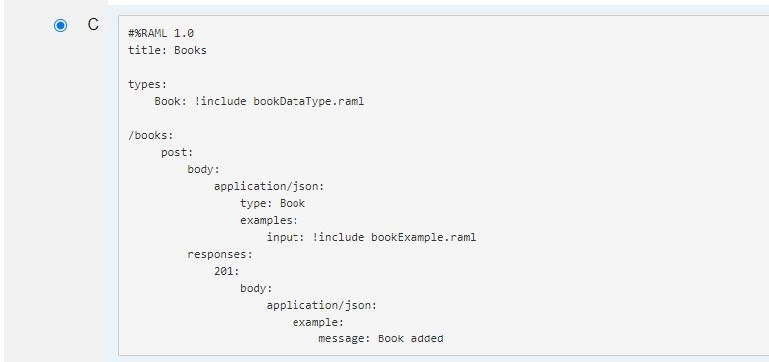 C
#%RAML 1.0
title: Books
types:
Book: !include bookDataType.raml
/books:
post:
body:
application/json:
type: Book
examples:
input: !include bookExample.raml
responses:
201:
body:
application/json:
example:
message: Book added